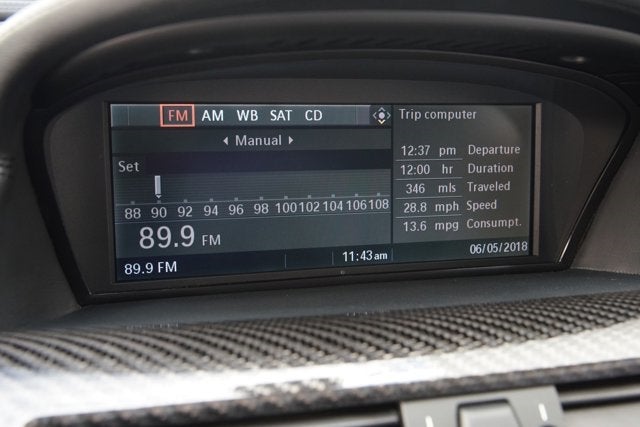 FM AM WB SAT CD
Manual
Set
88 90 92 94 96 98 100 102 104 106 108
89.9 FM
89.9 FM
11:43 am
Trip computer
12:37 pm Departure
12:00 hr Duration
346 mls Traveled
28.8 mph Speed
13.6 mpg Consumpt.
06/05/2018